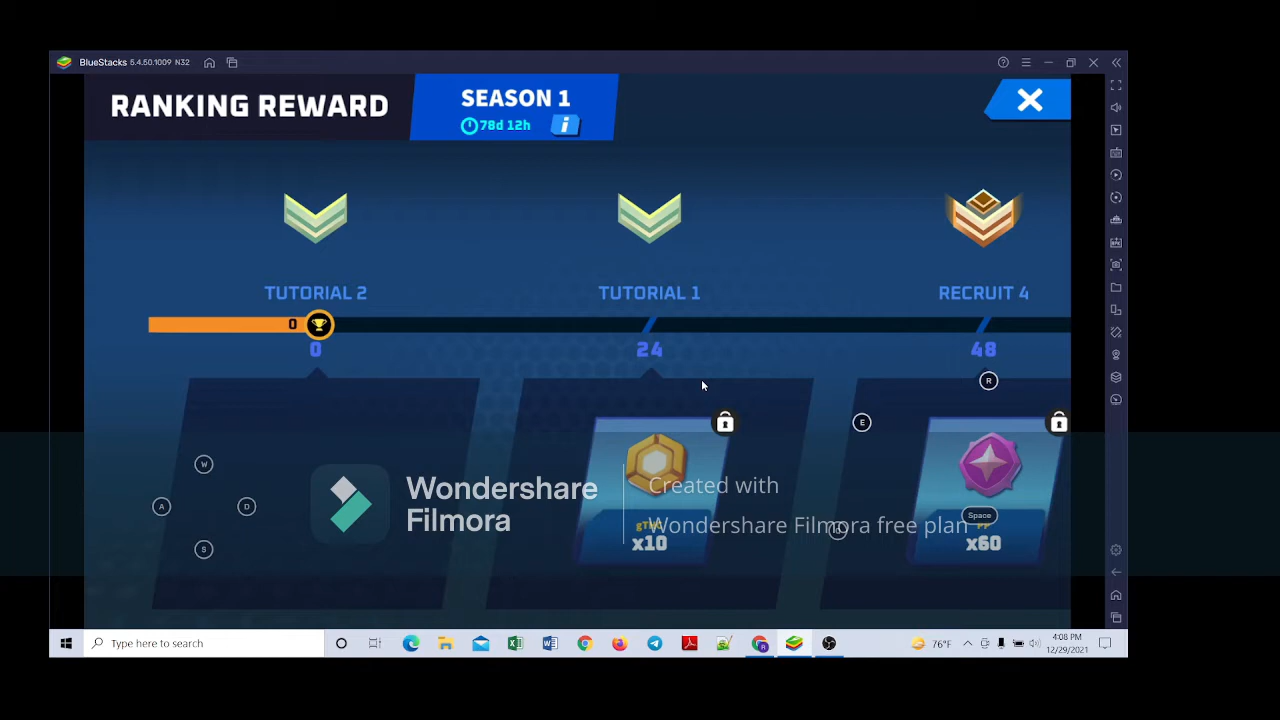 BlueStacks 5.4.50.1009 N32
RANKING REWARD
SEASON 1
78d 12h
i
TUTORIAL 2
TUTORIAL 1
RECRUIT 4
0
0
24
48
R
E
W
A
D
S
Space
x10
PP
x60
Wondershare
Filmora
Created with
Wondershare Filmora free plan
Type here to search
76°F
4:08 PM
12/29/2021